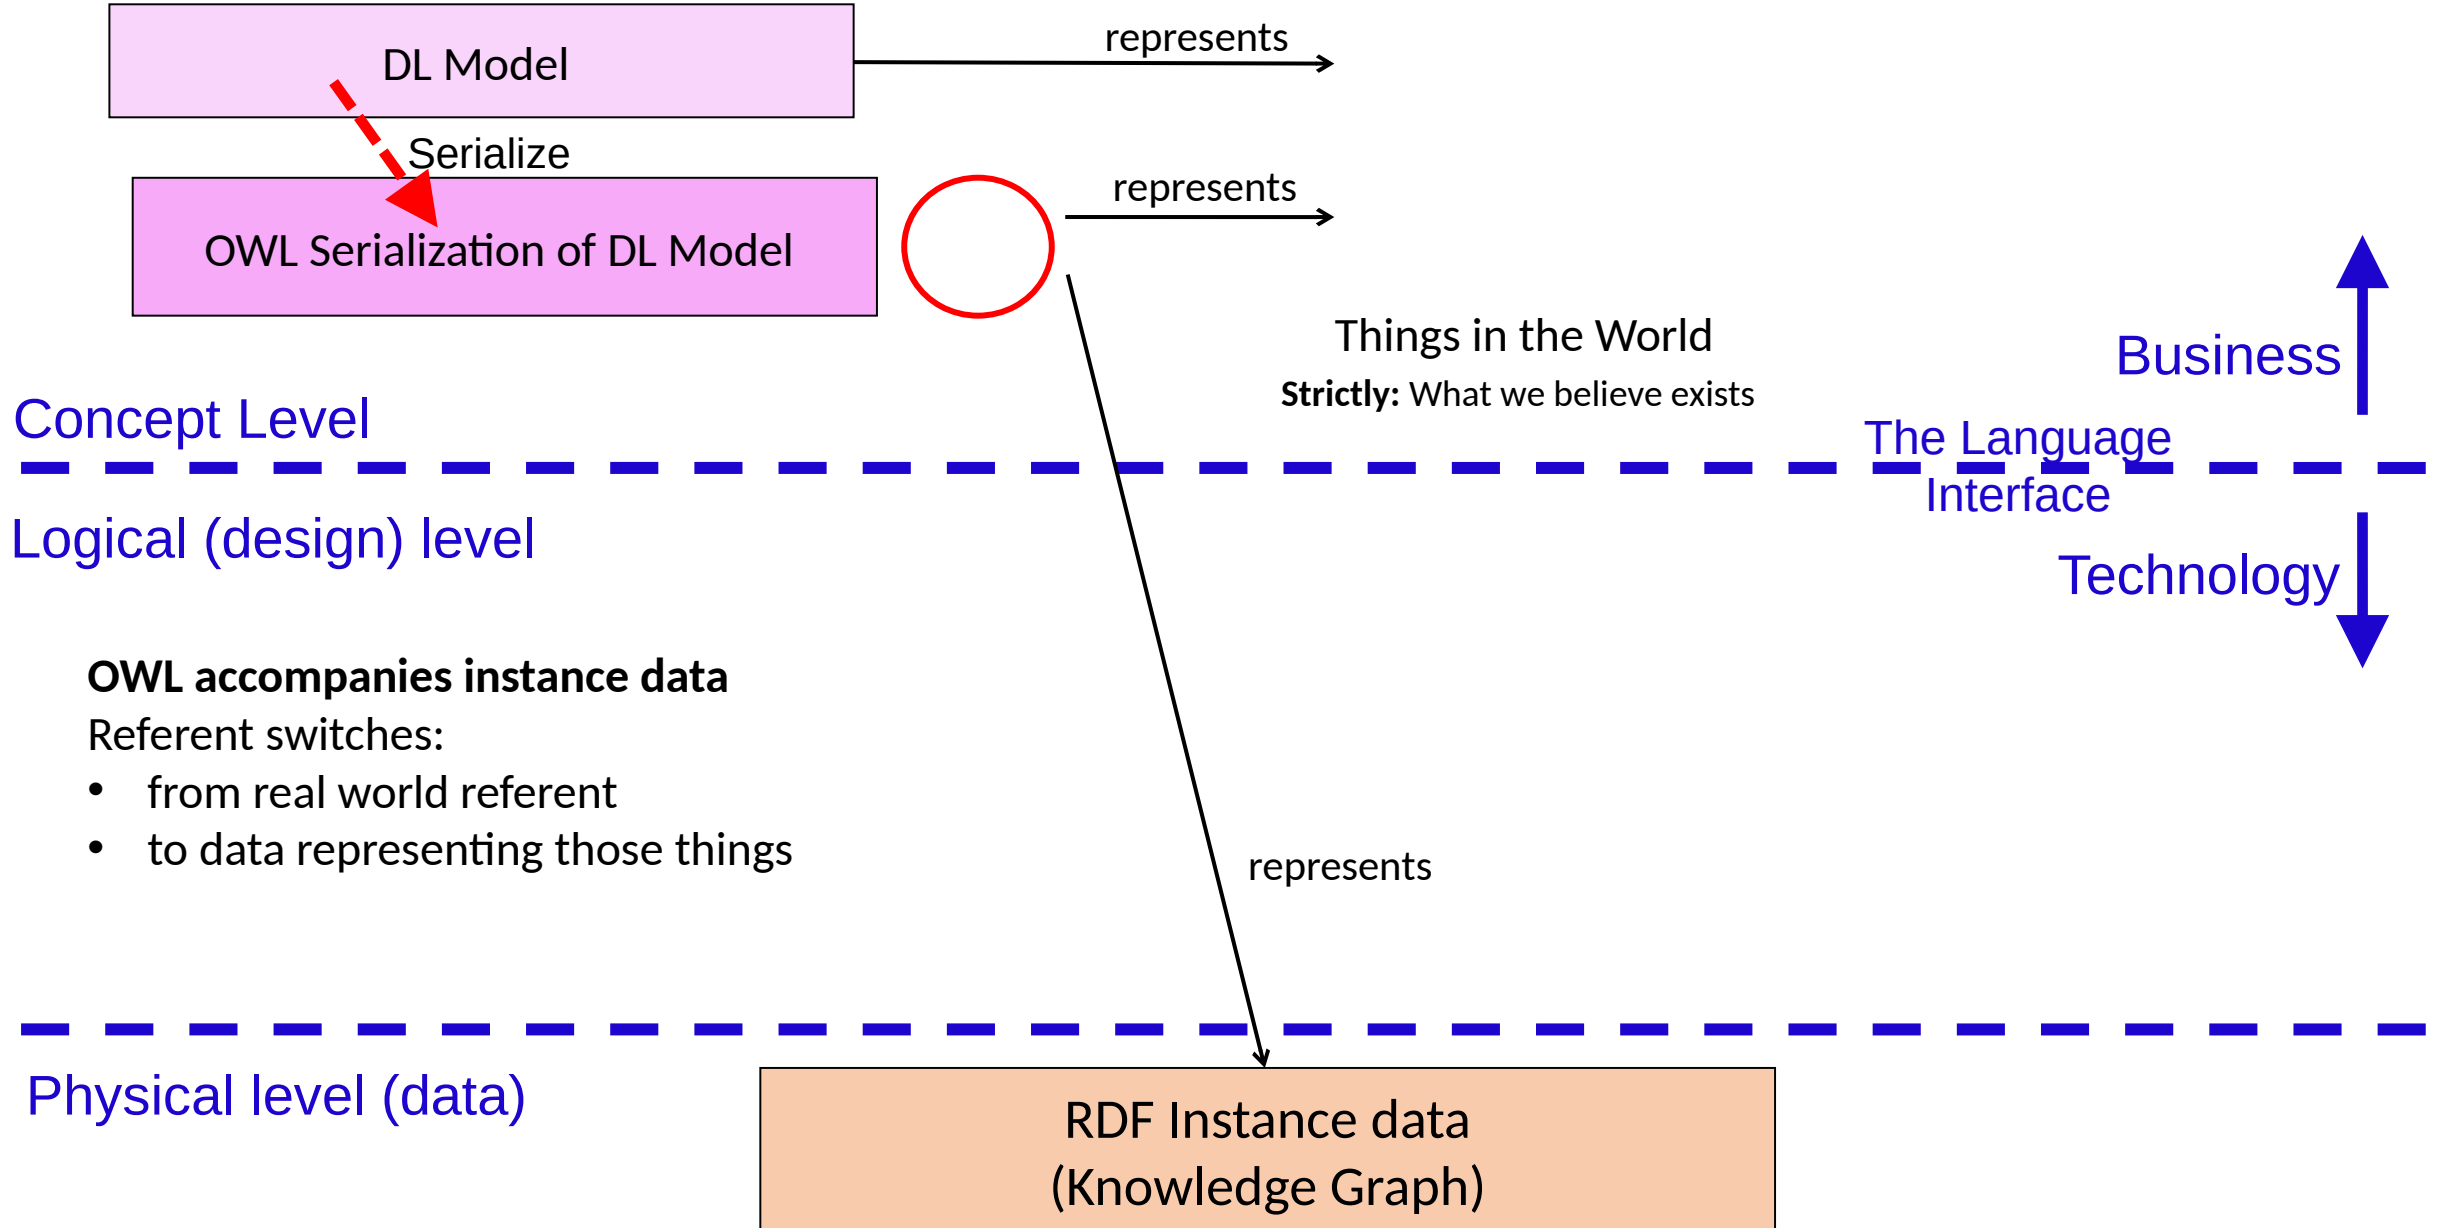 DL Model
represents
Serialize
represents
OWL Serialization of DL Model
Things in the World
Strictly: What we believe exists
Business
Concept Level
The Language
Interface
Logical (design) level
Technology
OWL accompanies instance data
Referent switches:
• from real world referent
• to data representing those things
represents
Physical level (data)
RDF Instance data
(Knowledge Graph)